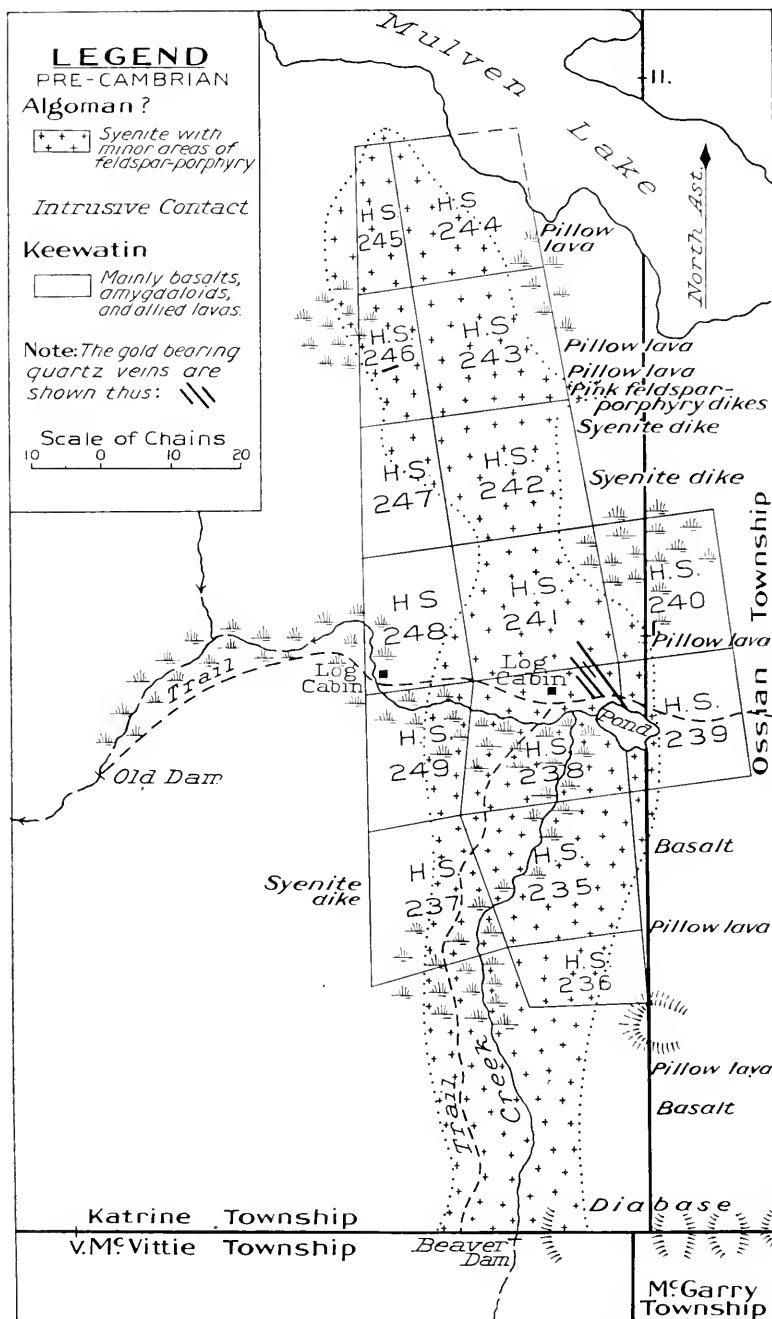 LEGEND
PRE-CAMBRIAN
Algoman?
Syenite with
minor areas of
feldspar-porphyry
Intrusive Contact
Keewatin
Mainly basalts,
amygdaloids,
and allied lavas.
Note: The gold bearing
quartz veins are
shown thus:
Scale of Chains
10 0 10 20
Mulven Lake
II.
North Ast.
H.S.
245
H.S.
244
Pillow
lava
H.S.
246
H.S.
243
Pillow lava
Pillow lava
Pink feldspar-
porphyry dikes
Syenite dike
H.S.
247
H.S.
242
Syenite dike
H.S.
248
H.S.
241
H.S.
240
Pillow lava
Ossian Township
Trail
Log
Cabin
Log
Cabin
Pond
H.S.
239
H.S.
249
H.S.
238
Old Dam
Syenite
dike
H.S.
237
H.S.
235
Basalt
Pillow lava
H.S.
236
Trail
Creek
Pillow lava
Basalt
Diabase
Katrine Township
V. McVittie Township
Beaver
Dam
McGarry
Township